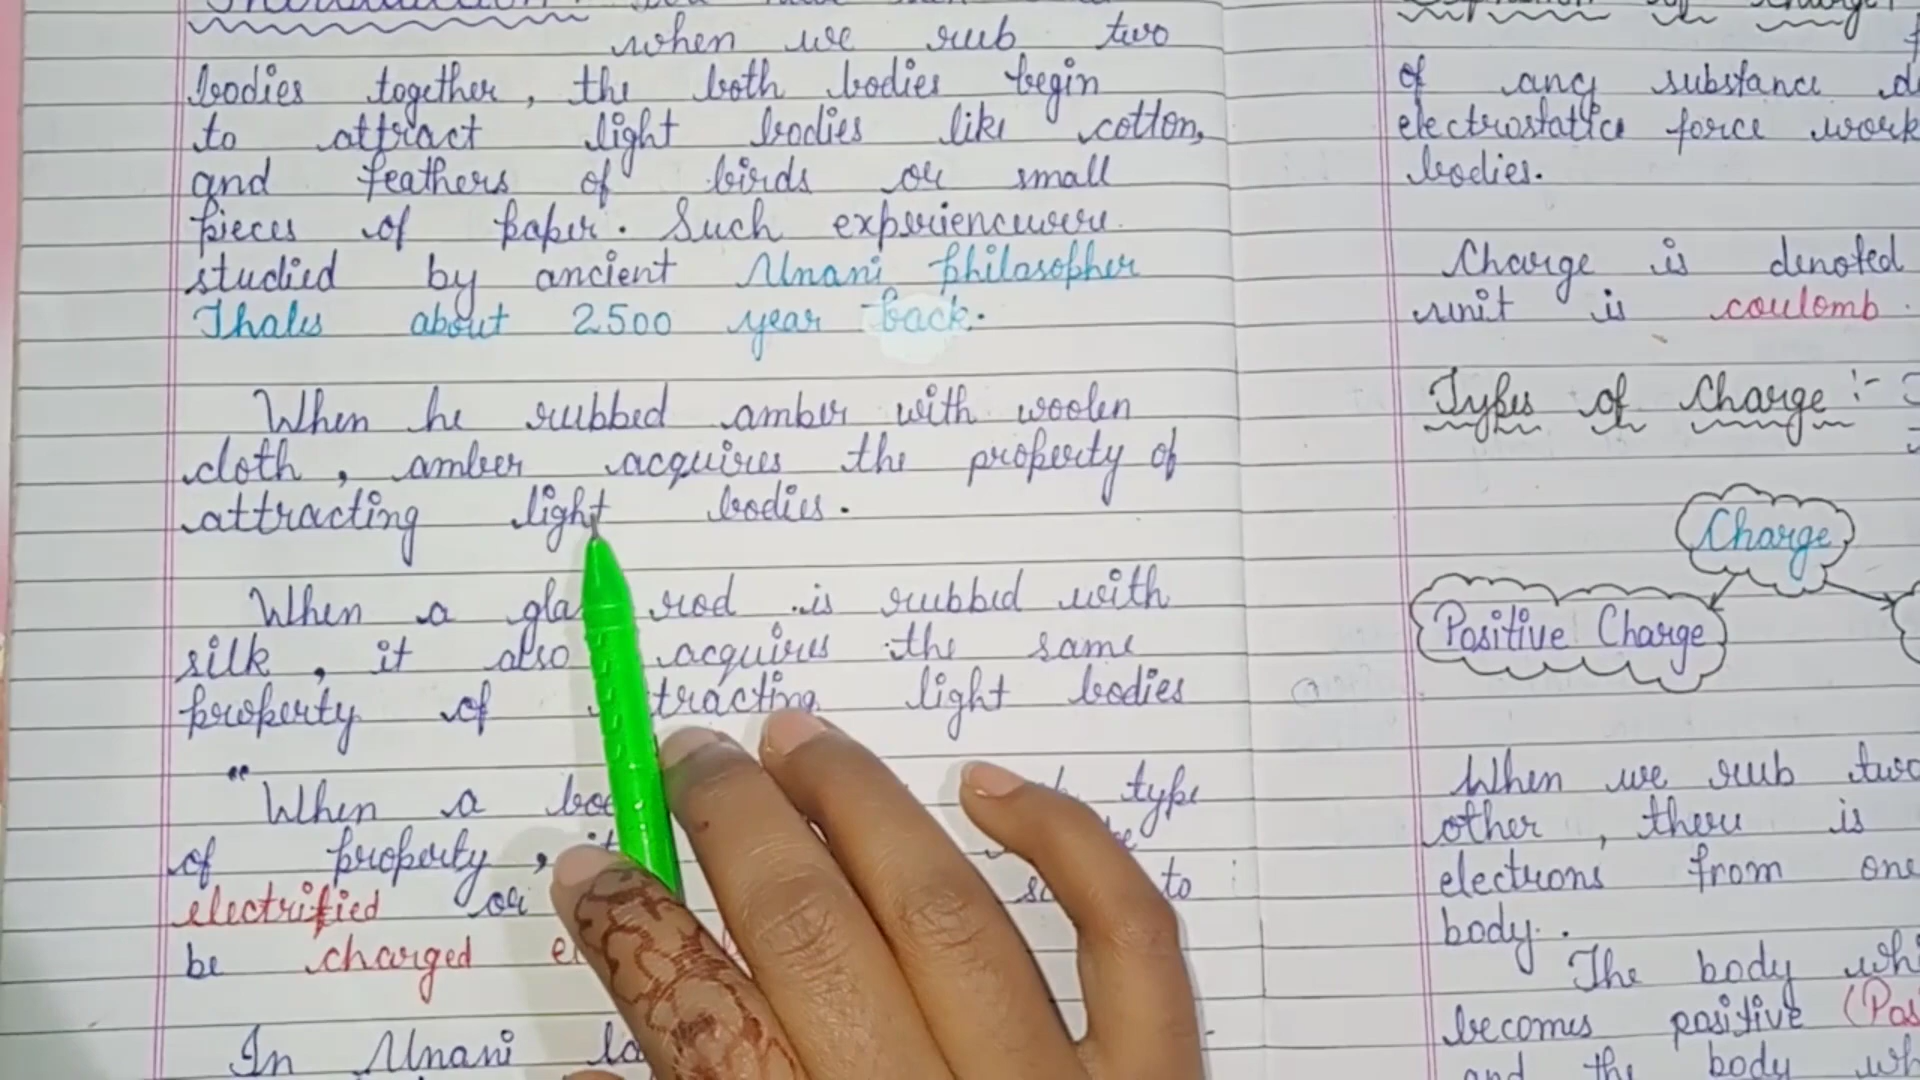 when we rub two
bodies together, the both bodies begin
to attract light bodies like cotton,
and feathers of birds or small
pieces of paper. Such experiencewere
studied by ancient Unani philosopher
Thales about 2500 year back.
When he rubbed amber with woolen
cloth, amber acquires the property of
attracting light bodies.
When a rod is rubbed with
silk, it also acquires the same
property of light bodies
"When a type
of property,
electrified or to
be charged
In Unani
of any substance
electrostatics force work
bodies.
Charge is denoted
unit is coulomb.
Types of Charge :-
Charge
Positive Charge
When we rub two
other, there is
electrons from one
body.
The body
becomes positive
and the body